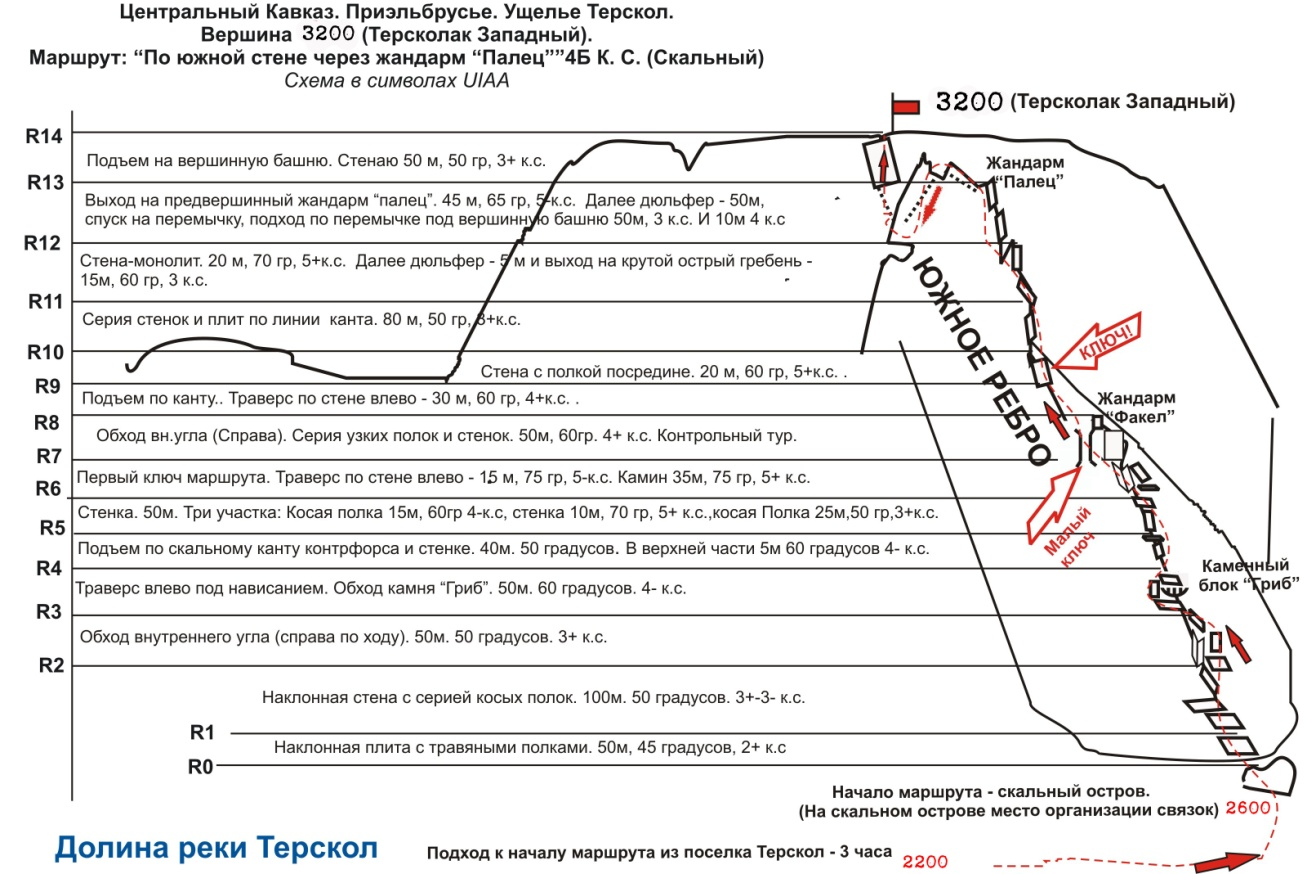 Центральный Кавказ. Приэльбрусье. Ущелье Терскол.
Вершина 3200 (Терсколак Западный).
Маршрут: “По южной стене через жандарм “Палец””4Б К. С. (Скальный)
Схема в символах UIAA
3200 (Терсколак Западный)
R14
Подъем на вершинную башню. Стенаю 50 м, 50 гр, 3+ к.с.
Жандарм
“Палец”
R13
Выход на предвершинный жандарм “палец”. 45 м, 65 гр, 5-к.с. Далее дюльфер - 50м,
спуск на перемычку, подход по перемычке под вершинную башню 50м, 3 к.с. И 10м 4 к.с
R12
Стена-монолит. 20 м, 70 гр, 5+к.с. Далее дюльфер - 5 м и выход на крутой острый гребень -
15м, 60 гр, 3 к.с.
ЮЖНОЕ РЕБРО
R11
Серия стенок и плит по линии канта. 80 м, 50 гр, 3+к.с.
КЛЮЧ!
R10
Стена с полкой посредине. 20 м, 60 гр, 5+к.с. .
R9
Подъем по канту.. Траверс по стене влево - 30 м, 60 гр, 4+к.с. .
Жандарм
“Факел”
R8
Обход вн.угла (Справа). Серия узких полок и стенок. 50м, 60гр. 4+ к.с. Контрольный тур.
R7
Первый ключ маршрута. Траверс по стене влево - 15 м, 75 гр, 5-к.с. Камин 35м, 75 гр, 5+ к.с.
R6
Стенка. 50м. Три участка: Косая полка 15м, 60гр 4-к.с, стенка 10м, 70 гр, 5+ к.с.,косая Полка 25м,50 гр,3+к.с.
Малый
ключ
R5
Подъем по скальному канту контрфорса и стенке. 40м. 50 градусов. В верхней части 5м 60 градусов 4- к.с.
R4
Каменный
блок “Гриб”
Траверс влево под нависанием. Обход камня “Гриб”. 50м. 60 градусов. 4- к.с.
R3
Обход внутреннего угла (справа по ходу). 50м. 50 градусов. 3+ к.с.
R2
Наклонная стена с серией косых полок. 100м. 50 градусов. 3+-3- к.с.
R1
Наклонная плита с травяными полками. 50м, 45 градусов, 2+ к.с
R0
Начало маршрута - скальный остров.
(На скальном острове место организации связок) 2600
Долина реки Терскол
Подход к началу маршрута из поселка Терскол - 3 часа 2200